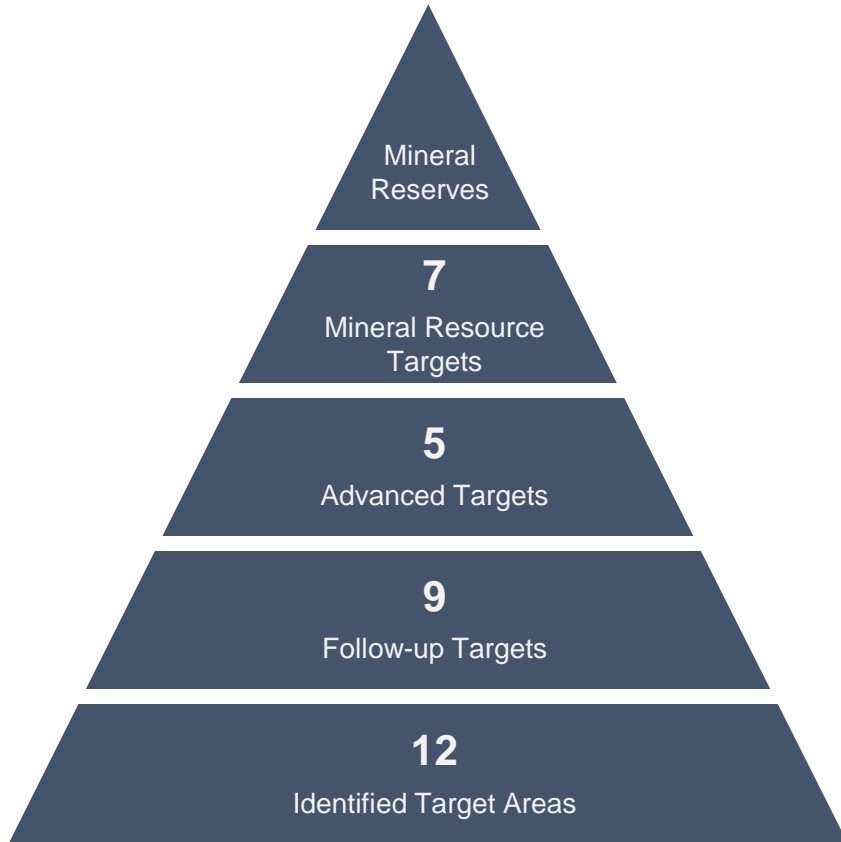 Mineral
Reserves
7
Mineral Resource
Targets
5
Advanced Targets
9
Follow-up Targets
12
Identified Target Areas